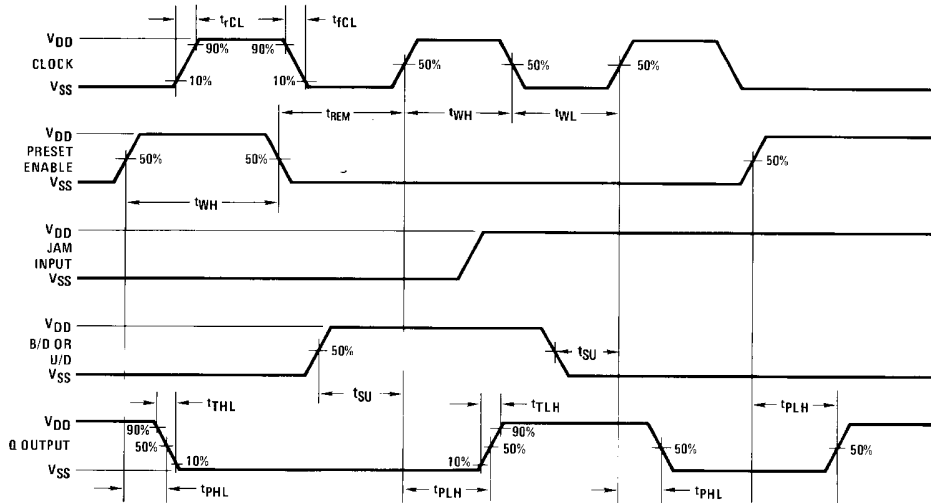 trCL tfCL
VDD
CLOCK
VSS
90% 90%
10% 10%
50% 50% 50%
tREM tWH tWL
VDD
PRESET
ENABLE
VSS
50% 50% 50%
tWH
VDD
JAM
INPUT
VSS
VDD
B/D OR
U/D
VSS
50%
tSU tSU
tTHL tTLH tPLH
VDD
Q OUTPUT
VSS
90% 90%
50% 50% 50% 50%
10% 10%
tPHL tPLH tPHL